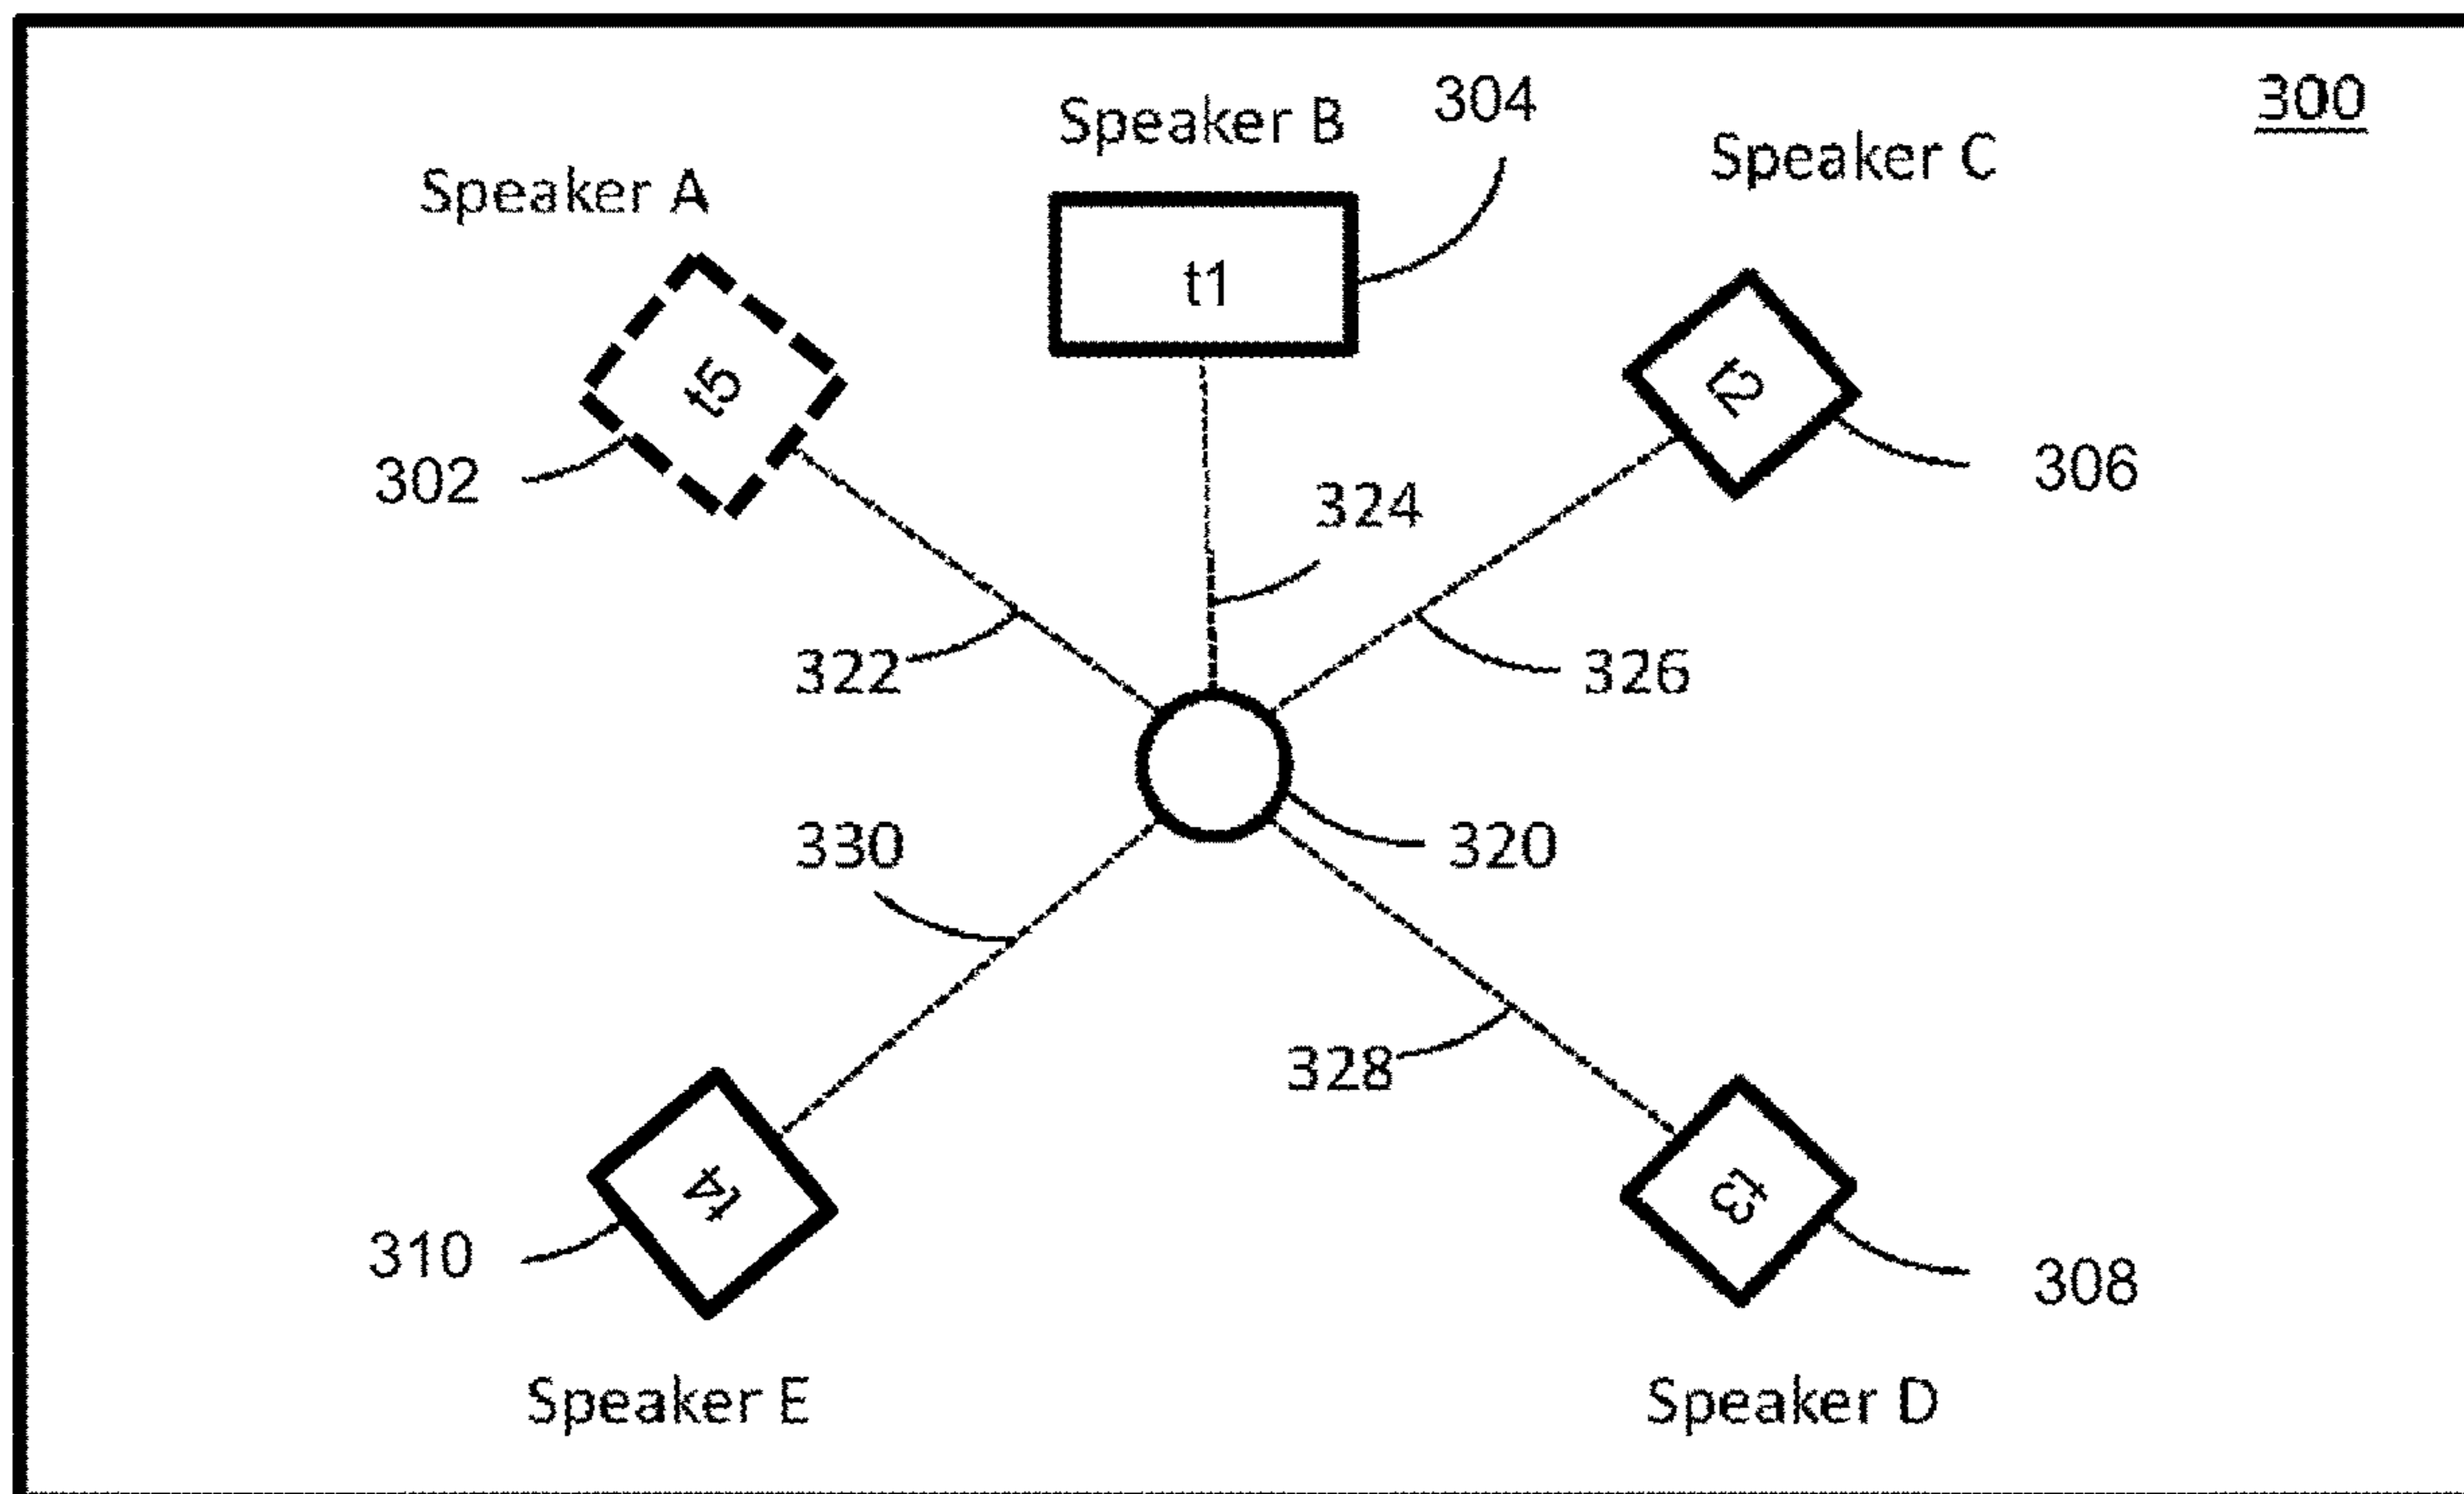 300
Speaker B
304
Speaker C
Speaker A
t1
t5
t2
302
306
324
322
326
330
320
328
t4
t3
310
308
Speaker E
Speaker D